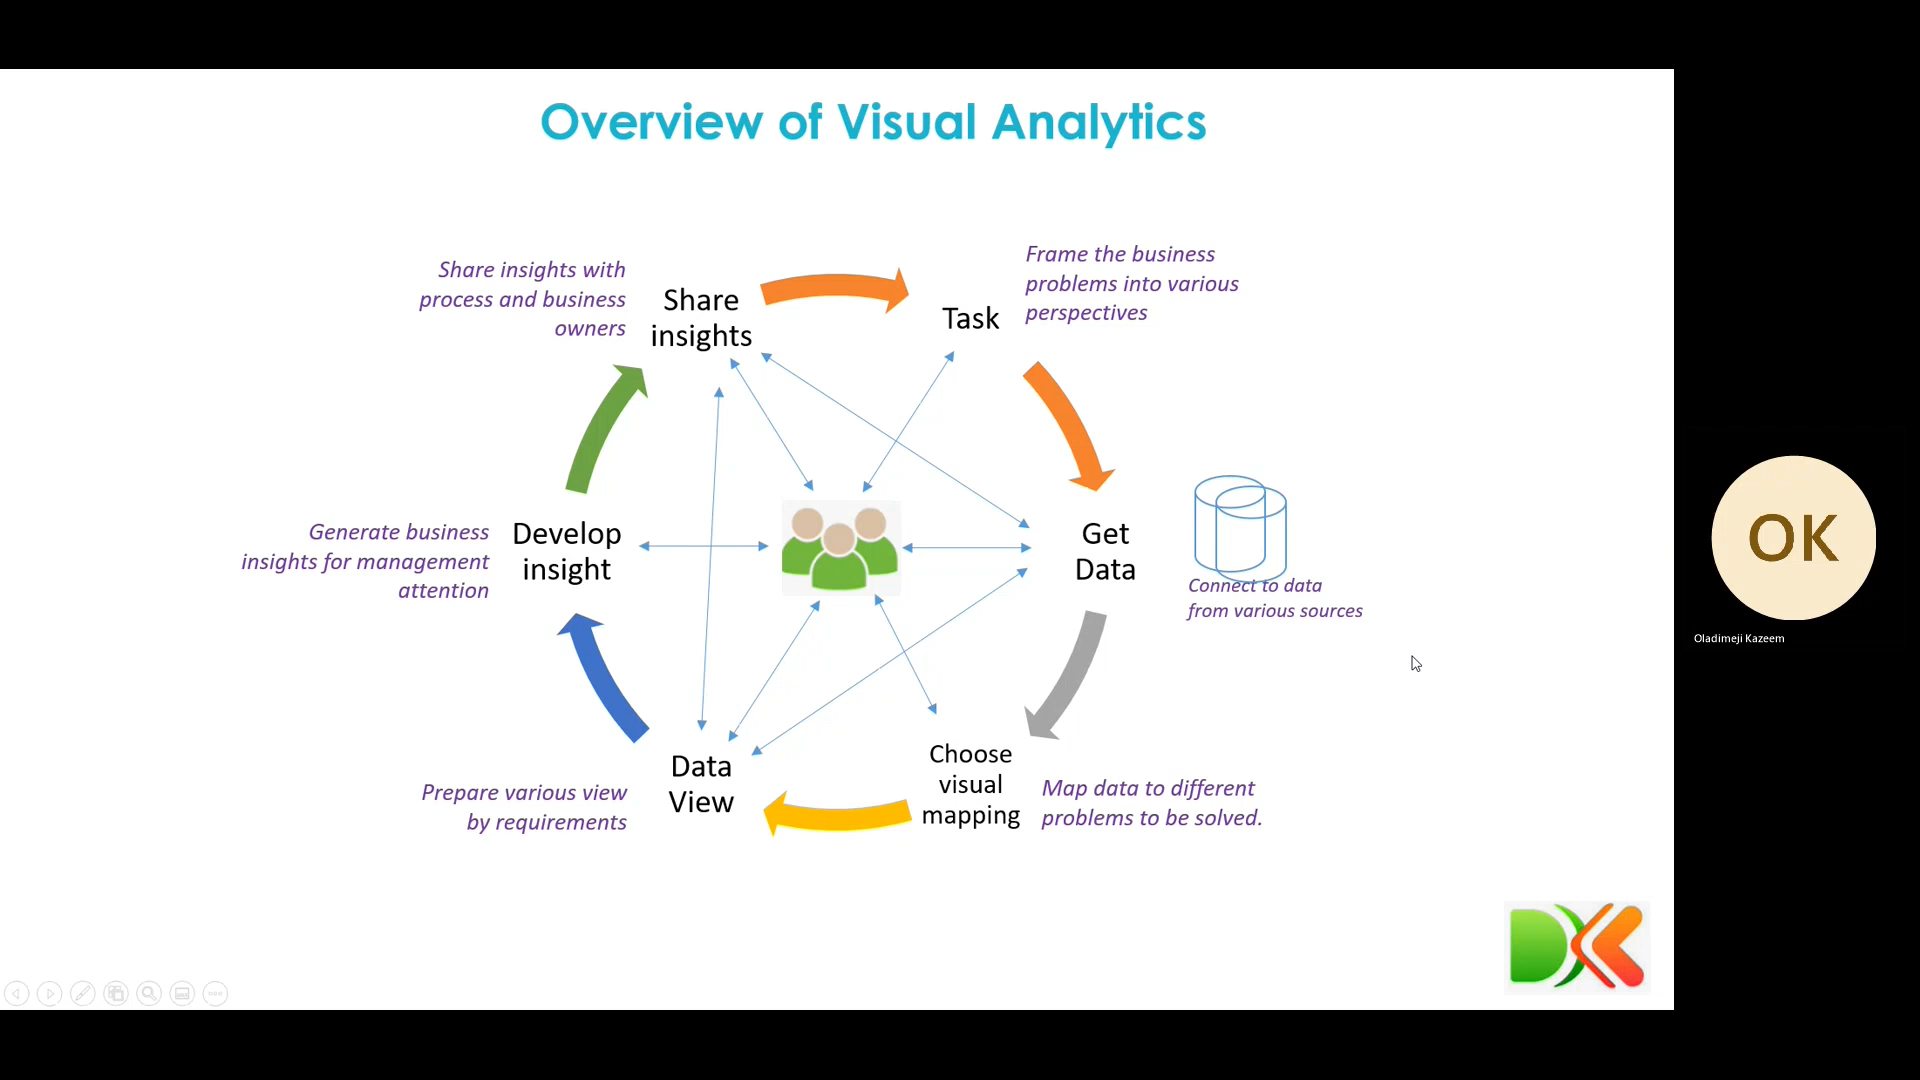 Overview of Visual Analytics
Share insights with
process and business
owners
Share
insights
Task
Frame the business
problems into various
perspectives
Generate business
insights for management
attention
Develop
insight
Get
Data
Connect to data
from various sources
OK
Oladimeji Kazeem
Prepare various view
by requirements
Data
View
Choose
visual
mapping
Map data to different
problems to be solved.
DK